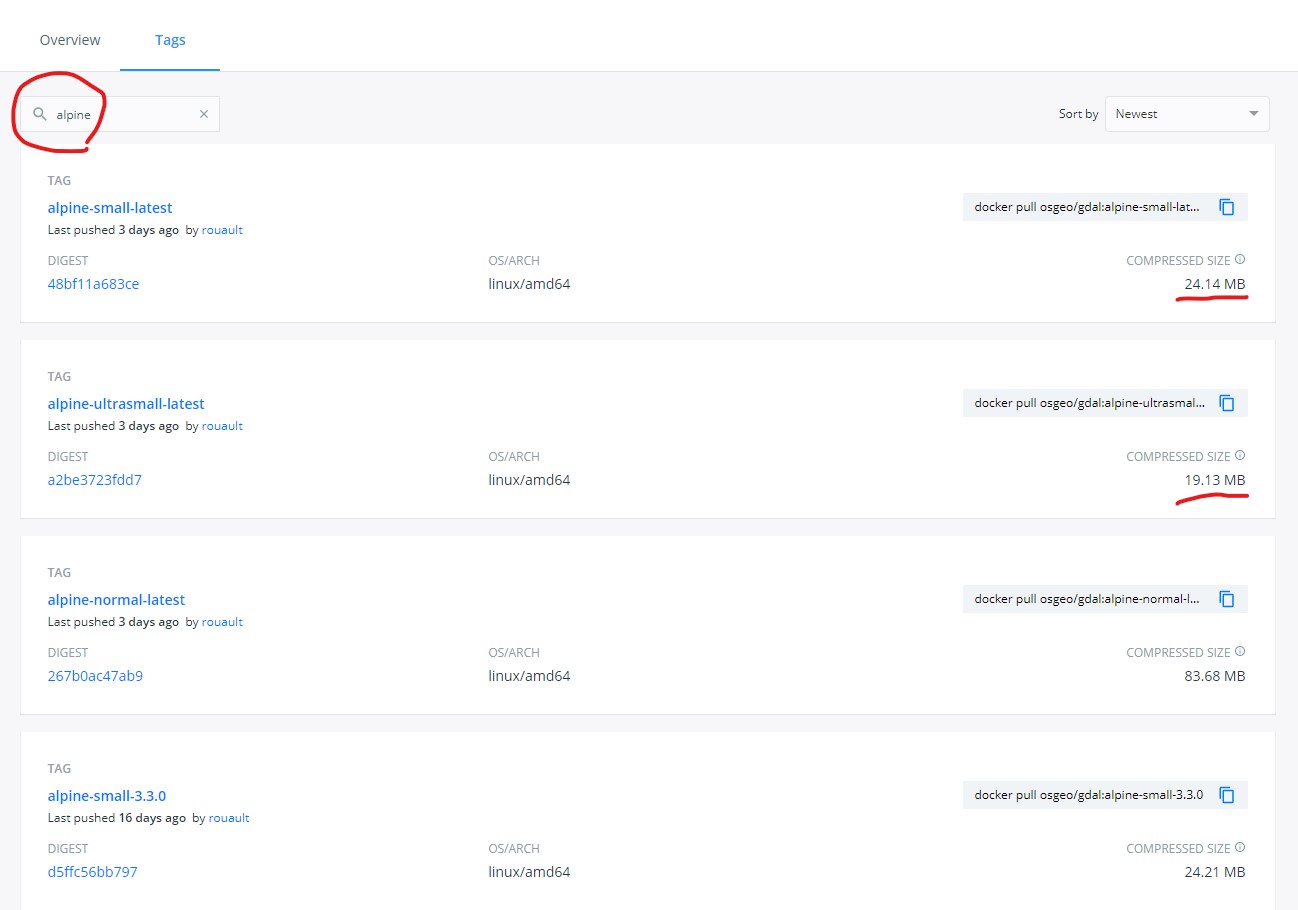 Overview Tags
alpine
Sort by Newest
TAG
alpine-small-latest
docker pull osgeo/gdal:alpine-small-lat...
Last pushed 3 days ago by rouault
DIGEST OS/ARCH COMPRESSED SIZE
48bf11a683ce linux/amd64 24.14 MB
TAG
alpine-ultrasmall-latest
docker pull osgeo/gdal:alpine-ultrasmal...
Last pushed 3 days ago by rouault
DIGEST OS/ARCH COMPRESSED SIZE
a2be3723fdd7 linux/amd64 19.13 MB
TAG
alpine-normal-latest
docker pull osgeo/gdal:alpine-normal-l...
Last pushed 3 days ago by rouault
DIGEST OS/ARCH COMPRESSED SIZE
267b0ac47ab9 linux/amd64 83.68 MB
TAG
alpine-small-3.3.0
docker pull osgeo/gdal:alpine-small-3.3.0
Last pushed 16 days ago by rouault
DIGEST OS/ARCH COMPRESSED SIZE
d5ffc56bb797 linux/amd64 24.21 MB